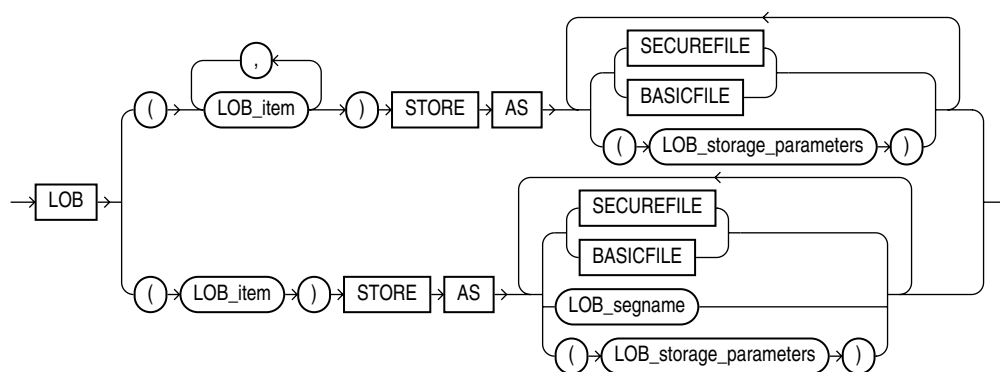 ,
SECUREFILE
( LOB_item ) STORE AS BASICFILE
( LOB_storage_parameters )
LOB
SECUREFILE
BASICFILE
( LOB_item ) STORE AS LOB_segname
( LOB_storage_parameters )